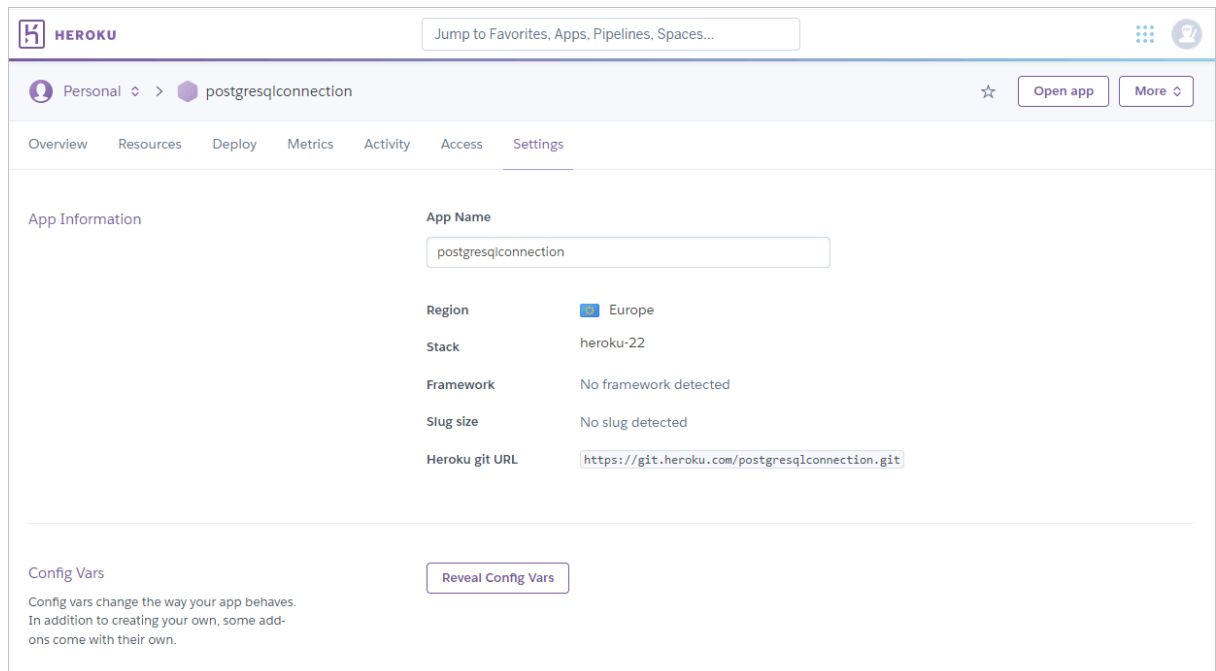 HEROKU
Jump to Favorites, Apps, Pipelines, Spaces...
Personal > postgresqlconnection
Open app
More
Overview Resources Deploy Metrics Activity Access Settings
App Information
App Name
postgresqlconnection
Region Europe
Stack heroku-22
Framework No framework detected
Slug size No slug detected
Heroku git URL https://git.heroku.com/postgresqlconnection.git
Config Vars
Reveal Config Vars
Config vars change the way your app behaves.
In addition to creating your own, some add-
ons come with their own.